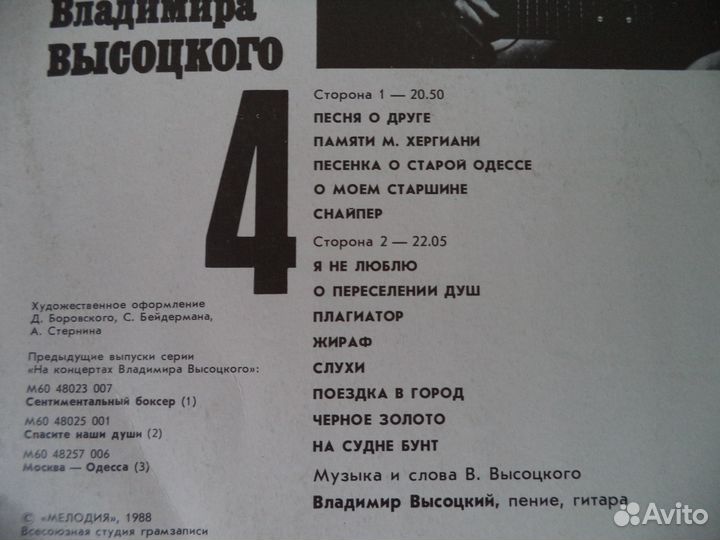 Владимира
ВЫСОЦКОГО
4
Сторона 1 — 20.50
ПЕСНЯ О ДРУГЕ
ПАМЯТИ М. ХЕРГИАНИ
ПЕСЕНКА О СТАРОЙ ОДЕССЕ
О МОЕМ СТАРШИНЕ
СНАЙПЕР
Сторона 2 — 22.05
Я НЕ ЛЮБЛЮ
О ПЕРЕСЕЛЕНИИ ДУШ
ПЛАГИАТОР
ЖИРАФ
СЛУХИ
ПОЕЗДКА В ГОРОД
ЧЕРНОЕ ЗОЛОТО
НА СУДНЕ БУНТ
Музыка и слова В. Высоцкого
Владимир Высоцкий, пение, гитара
Художественное оформление
Д. Боровского, С. Бейдермана,
А. Стернина
Предыдущие выпуски серии
«На концертах Владимира Высоцкого»:
М60 48023 007
Сентиментальный боксер (1)
М60 48025 001
Спасите наши души (2)
М60 48257 006
Москва — Одесса (3)
© «МЕЛОДИЯ», 1988
Всесоюзная студия грамзаписи
Avito